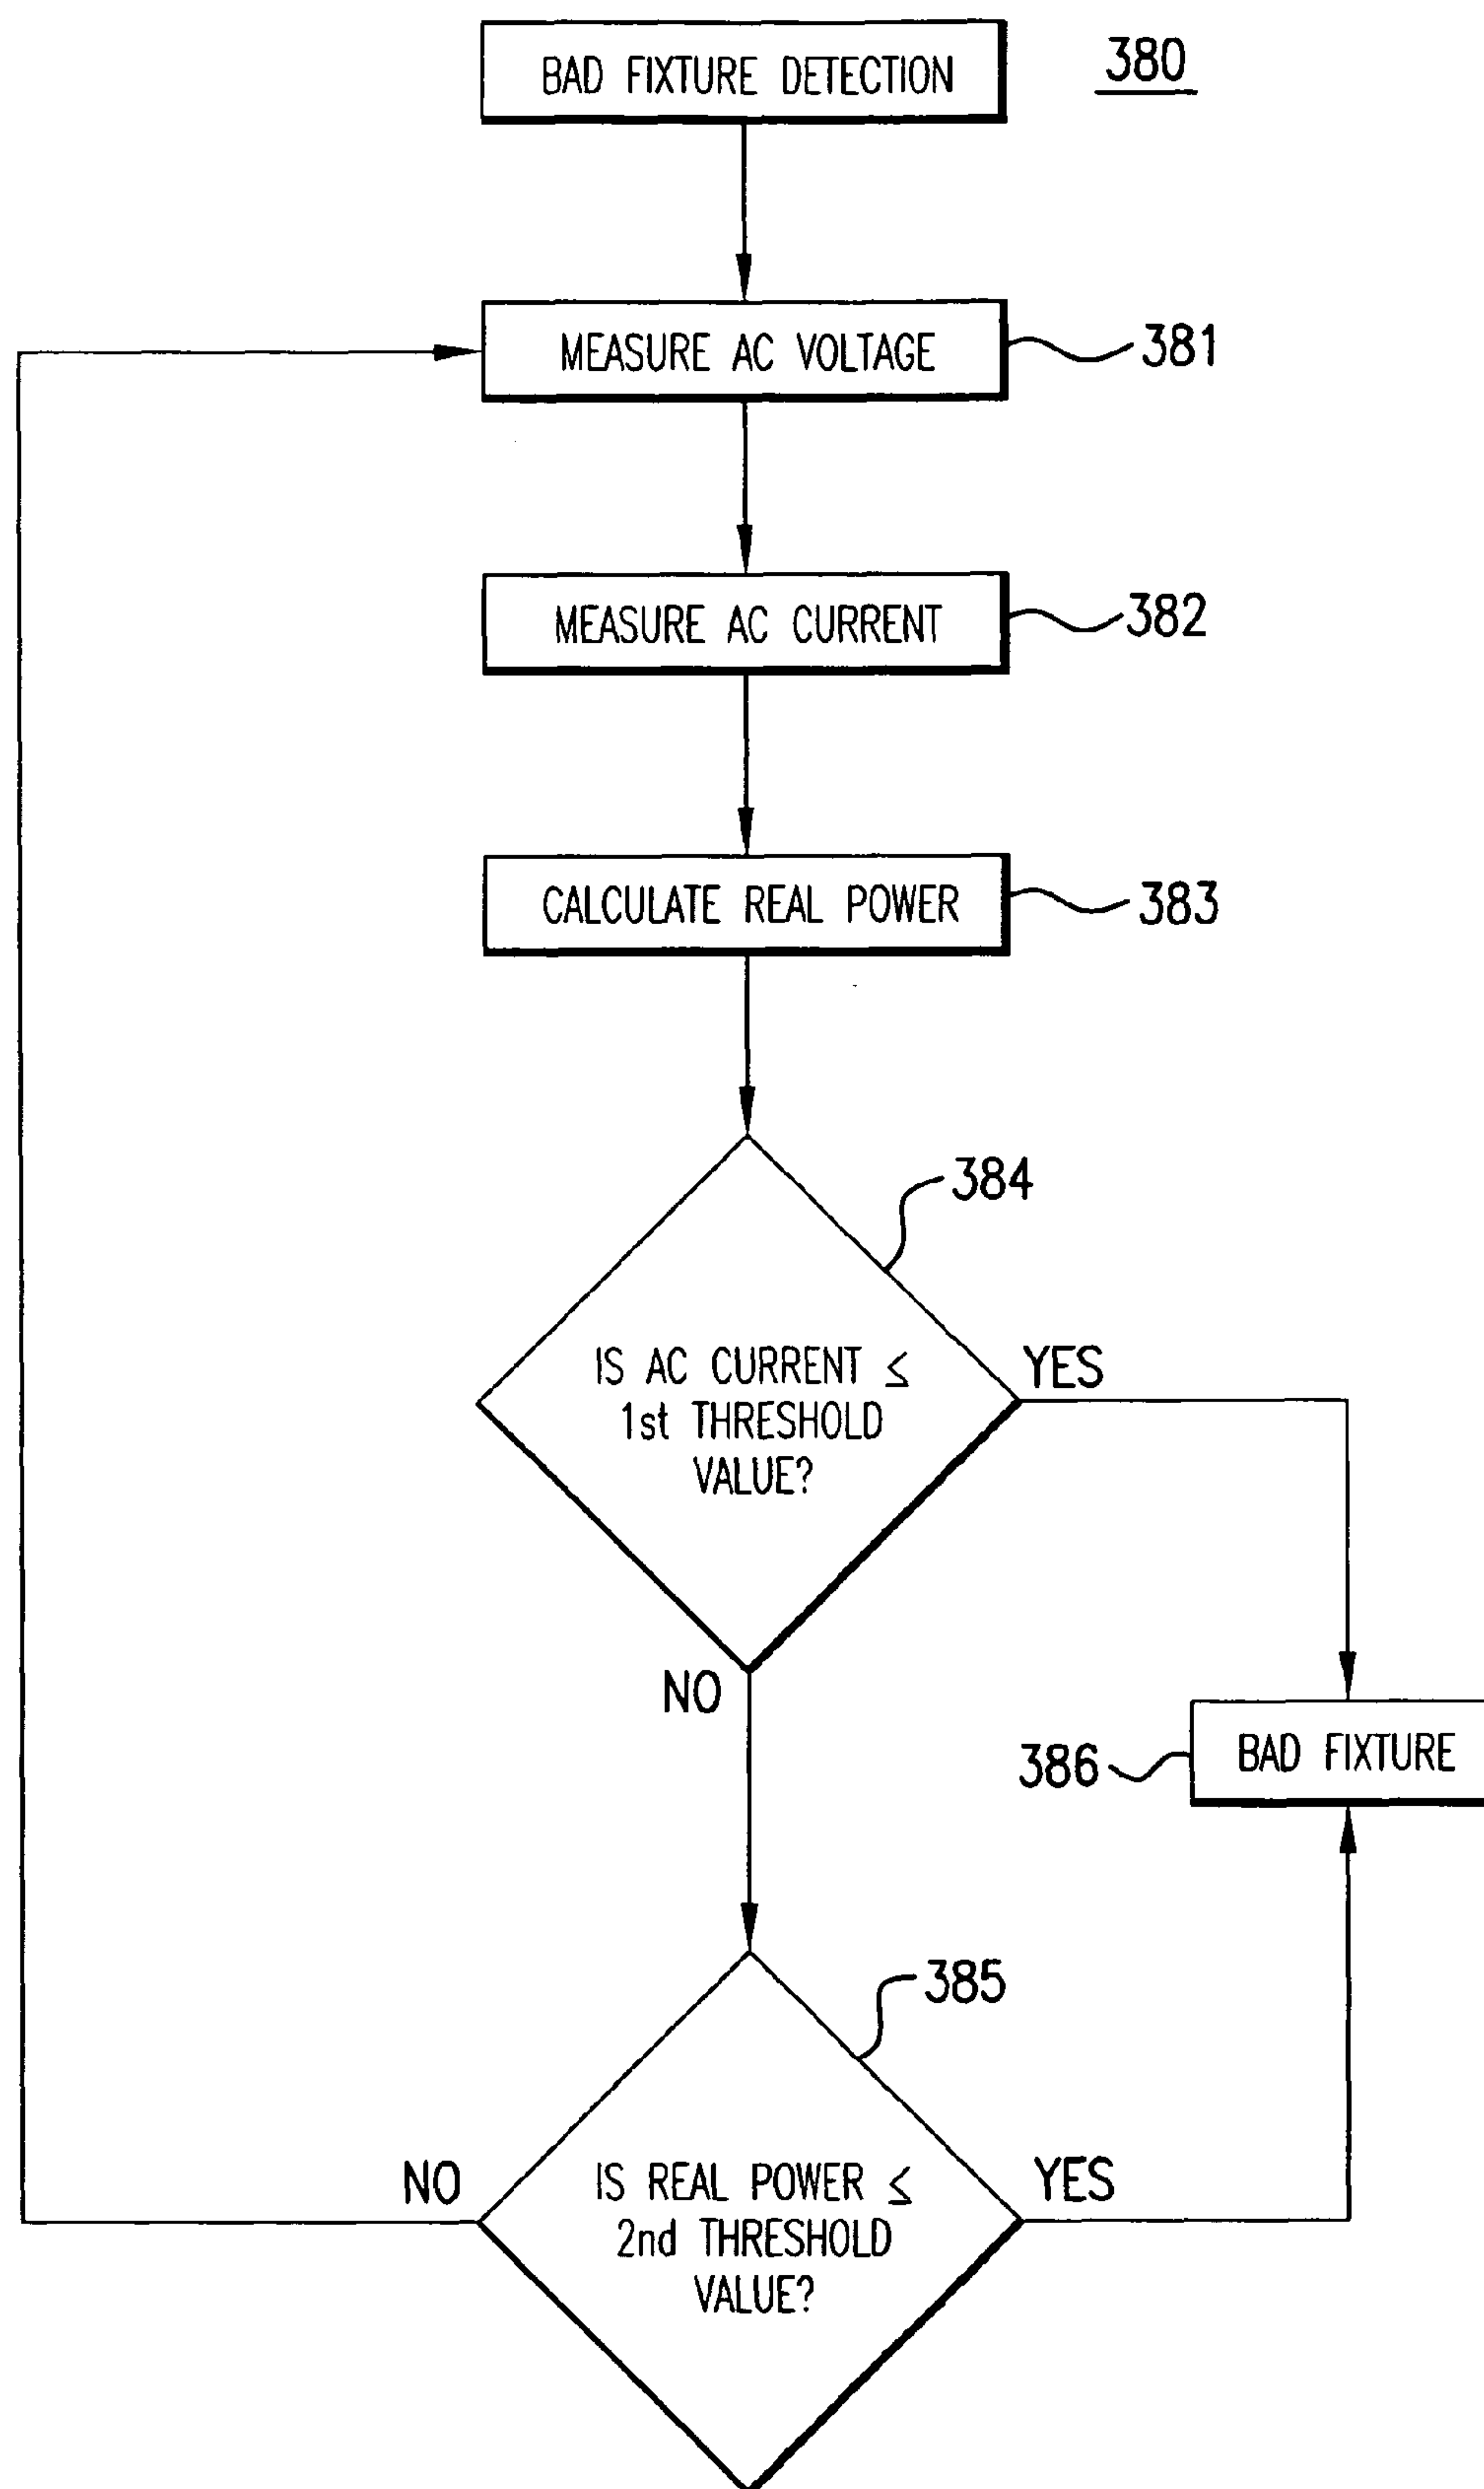 BAD FIXTURE DETECTION
380
MEASURE AC VOLTAGE
381
MEASURE AC CURRENT
382
CALCULATE REAL POWER
383
384
IS AC CURRENT ≤
1st THRESHOLD
VALUE?
YES
NO
386
BAD FIXTURE
385
NO
IS REAL POWER ≤
2nd THRESHOLD
VALUE?
YES